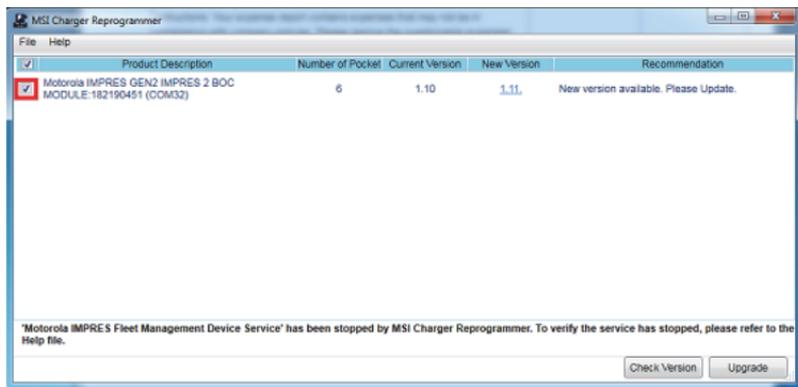 MSI Charger Reprogrammer
File Help
Product Description Number of Pocket Current Version New Version Recommendation
Motorola IMPRES GEN2 IMPRES 2 BOC
MODULE:182190451 (COM32) 6 1.10 1.11. New version available. Please Update.
'Motorola IMPRES Fleet Management Device Service' has been stopped by MSI Charger Reprogrammer. To verify the service has stopped, please refer to the
Help file.
Check Version Upgrade